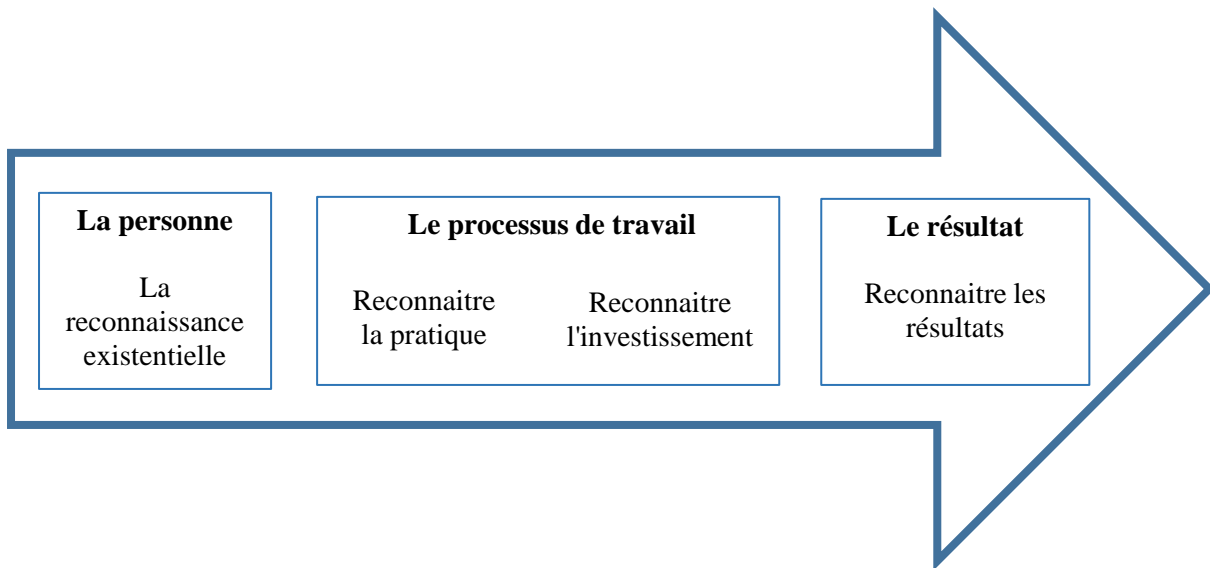 La personne
La
reconnaissance
existentielle
Le processus de travail
Reconnaitre
la pratique
Reconnaitre
l'investissement
Le résultat
Reconnaitre les
résultats